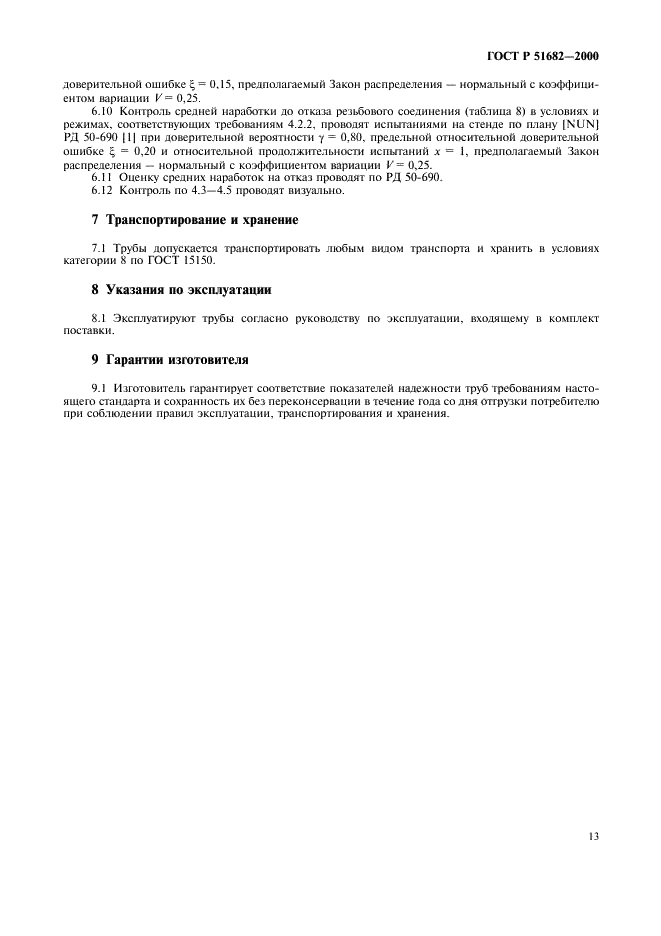 ГОСТ Р 51682—2000
доверительной ошибке ξ = 0,15, предполагаемый Закон распределения — нормальный с коэффици-
ентом вариации V = 0,25.
6.10 Контроль средней наработки до отказа резьбового соединения (таблица 8) в условиях и
режимах, соответствующих требованиям 4.2.2, проводят испытаниями на стенде по плану [NUN]
РД 50-690 [1] при доверительной вероятности γ = 0,80, предельной относительной доверительной
ошибке ξ = 0,20 и относительной продолжительности испытаний x = 1, предполагаемый Закон
распределения — нормальный с коэффициентом вариации V = 0,25.
6.11 Оценку средних наработок на отказ проводят по РД 50-690.
6.12 Контроль по 4.3—4.5 проводят визуально.
7 Транспортирование и хранение
7.1 Трубы допускается транспортировать любым видом транспорта и хранить в условиях
категории 8 по ГОСТ 15150.
8 Указания по эксплуатации
8.1 Эксплуатируют трубы согласно руководству по эксплуатации, входящему в комплект
поставки.
9 Гарантии изготовителя
9.1 Изготовитель гарантирует соответствие показателей надежности труб требованиям насто-
ящего стандарта и сохранность их без переконсервации в течение года со дня отгрузки потребителю
при соблюдении правил эксплуатации, транспортирования и хранения.
13